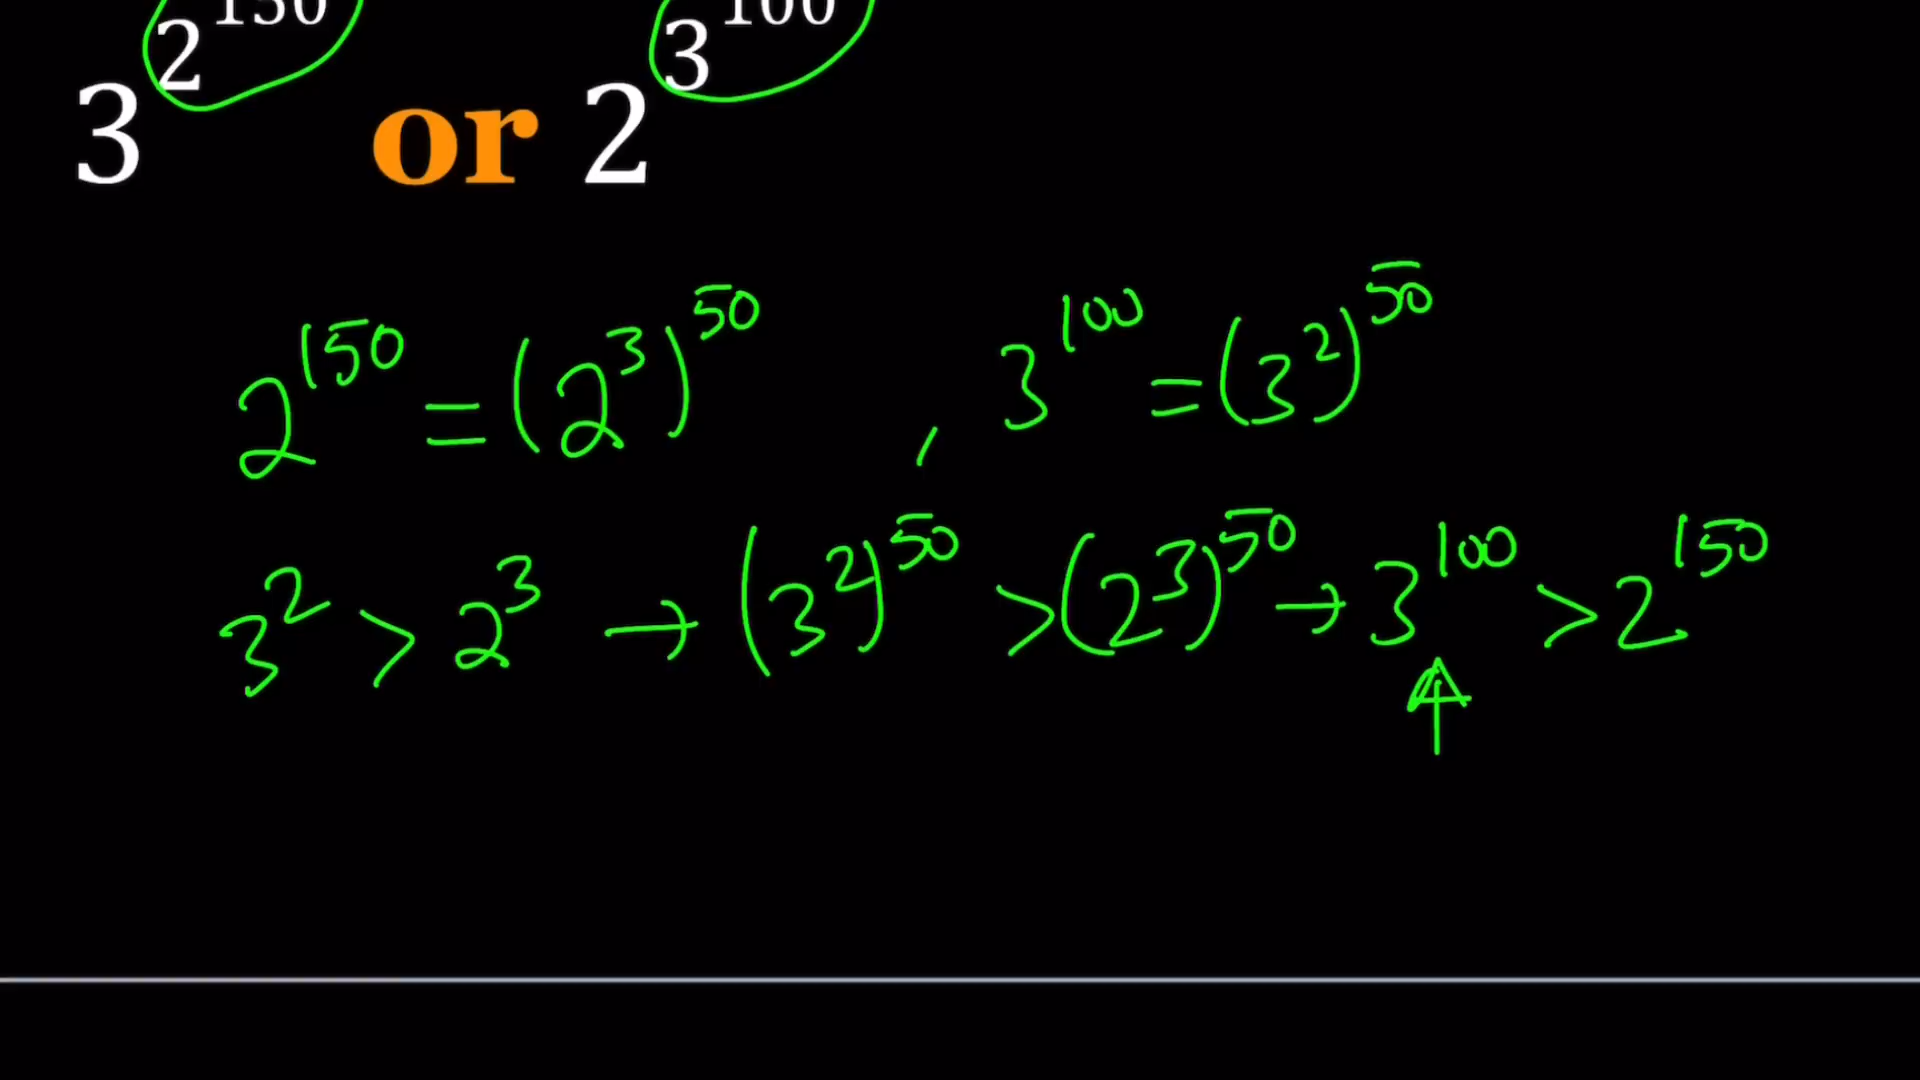 3^2^150 or 2^3^100
2^150 = (2^3)^50 , 3^100 = (3^2)^50
3^2 > 2^3 → (3^2)^50 > (2^3)^50 → 3^100 > 2^150